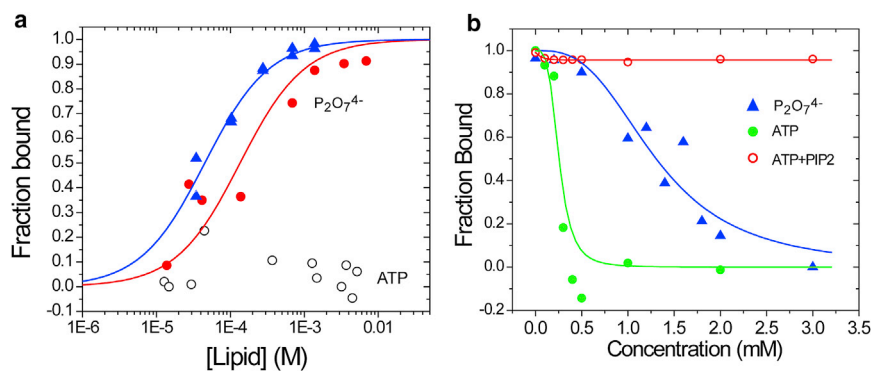 a
Fraction bound
1.0
0.9
0.8
0.7
0.6
0.5
0.4
0.3
0.2
0.1
0.0
-0.1
P₂O₇⁴⁻
ATP
1E-6 1E-5 1E-4 1E-3 0.01
[Lipid] (M)
b
Fraction Bound
1.0
0.8
0.6
0.4
0.2
0.0
-0.2
P₂O₇⁴⁻
ATP
ATP+PIP2
0.0 0.5 1.0 1.5 2.0 2.5 3.0 3.5
Concentration (mM)